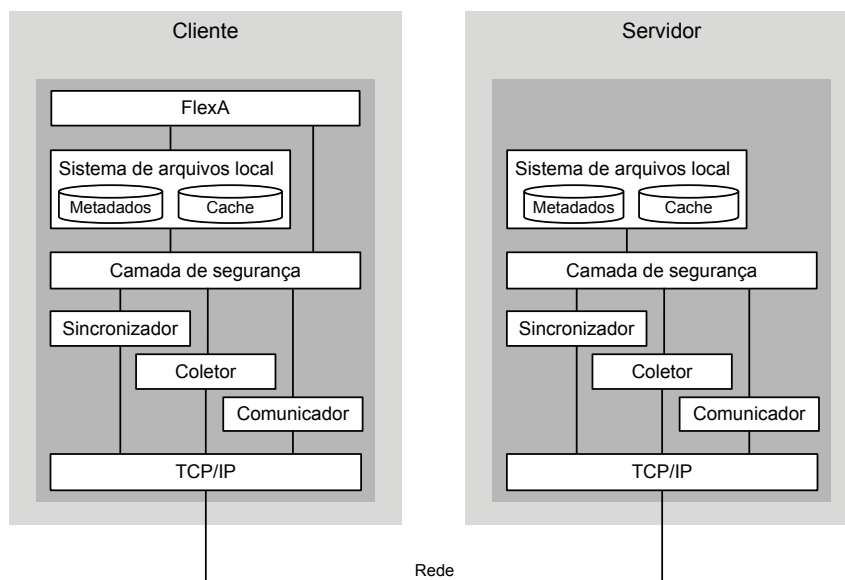 Cliente
FlexA
Sistema de arquivos local
Metadados
Cache
Camada de segurança
Sincronizador
Coletor
Comunicador
TCP/IP
Servidor
Sistema de arquivos local
Metadados
Cache
Camada de segurança
Sincronizador
Coletor
Comunicador
TCP/IP
Rede